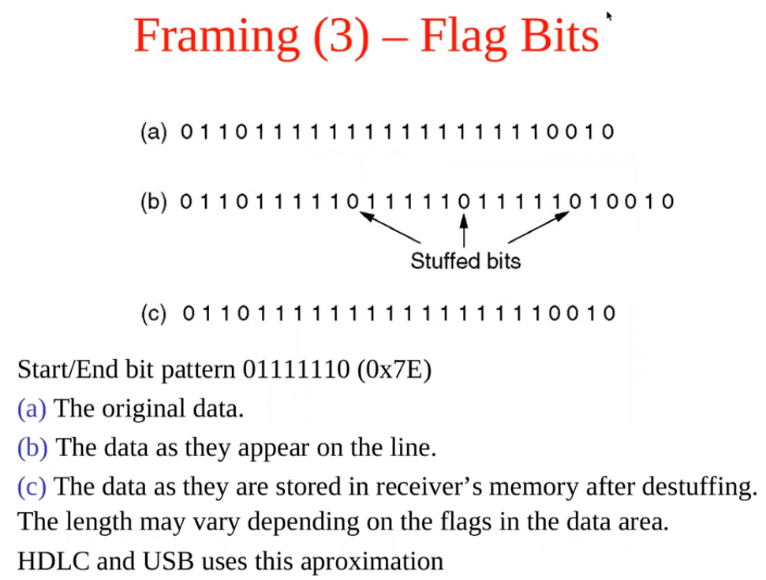 Framing (3) – Flag Bits
(a) 0 1 1 0 1 1 1 1 1 1 1 1 1 1 1 1 1 1 1 1 0 0 1 0
(b) 0 1 1 0 1 1 1 1 1 0 1 1 1 1 1 0 1 1 1 1 1 0 1 0 0 1 0
Stuffed bits
(c) 0 1 1 0 1 1 1 1 1 1 1 1 1 1 1 1 1 1 1 1 0 0 1 0
Start/End bit pattern 01111110 (0x7E)
(a) The original data.
(b) The data as they appear on the line.
(c) The data as they are stored in receiver’s memory after destuffing.
The length may vary depending on the flags in the data area.
HDLC and USB uses this aproximation